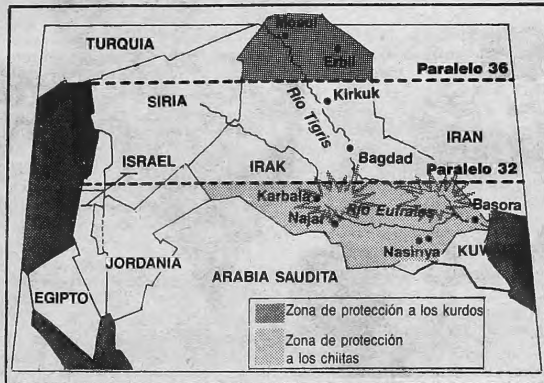 Mosul
TURQUIA
Erbil
Paralelo 36
SIRIA
Kirkuk
Río Tigris
IRAN
Bagdad
ISRAEL
IRAK
Paralelo 32
Karbala
Río Eufrates
Basora
Najaf
Nasiriya
KUWAIT
JORDANIA
ARABIA SAUDITA
EGIPTO
Zona de protección a los kurdos
Zona de protección
a los chiitas